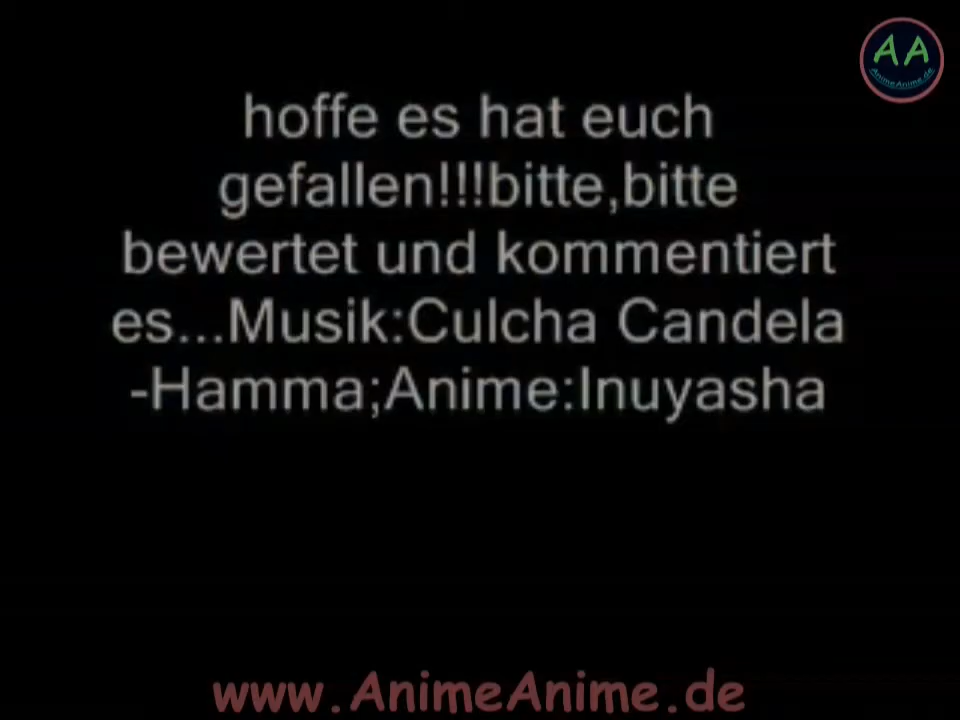 AA
AnimeAnime.de
hoffe es hat euch
gefallen!!!bitte,bitte
bewertet und kommentiert
es...Musik:Culcha Candela
-Hamma;Anime:Inuyasha
www.AnimeAnime.de